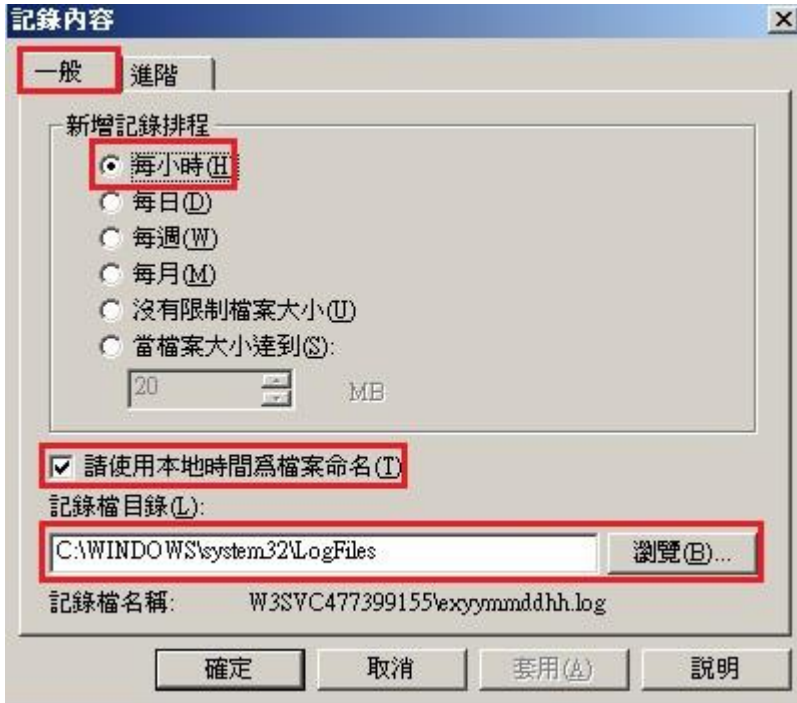 記錄內容
一般 進階
新增記錄排程
每小時(H)
每日(D)
每週(W)
每月(M)
沒有限制檔案大小(U)
當檔案大小達到(S):
20 MB
請使用本地時間為檔案命名(T)
記錄檔目錄(L):
C:\WINDOWS\system32\LogFiles 瀏覽(B)...
記錄檔名稱: W3SVC477399155\exyymmddhh.log
確定 取消 套用(A) 說明